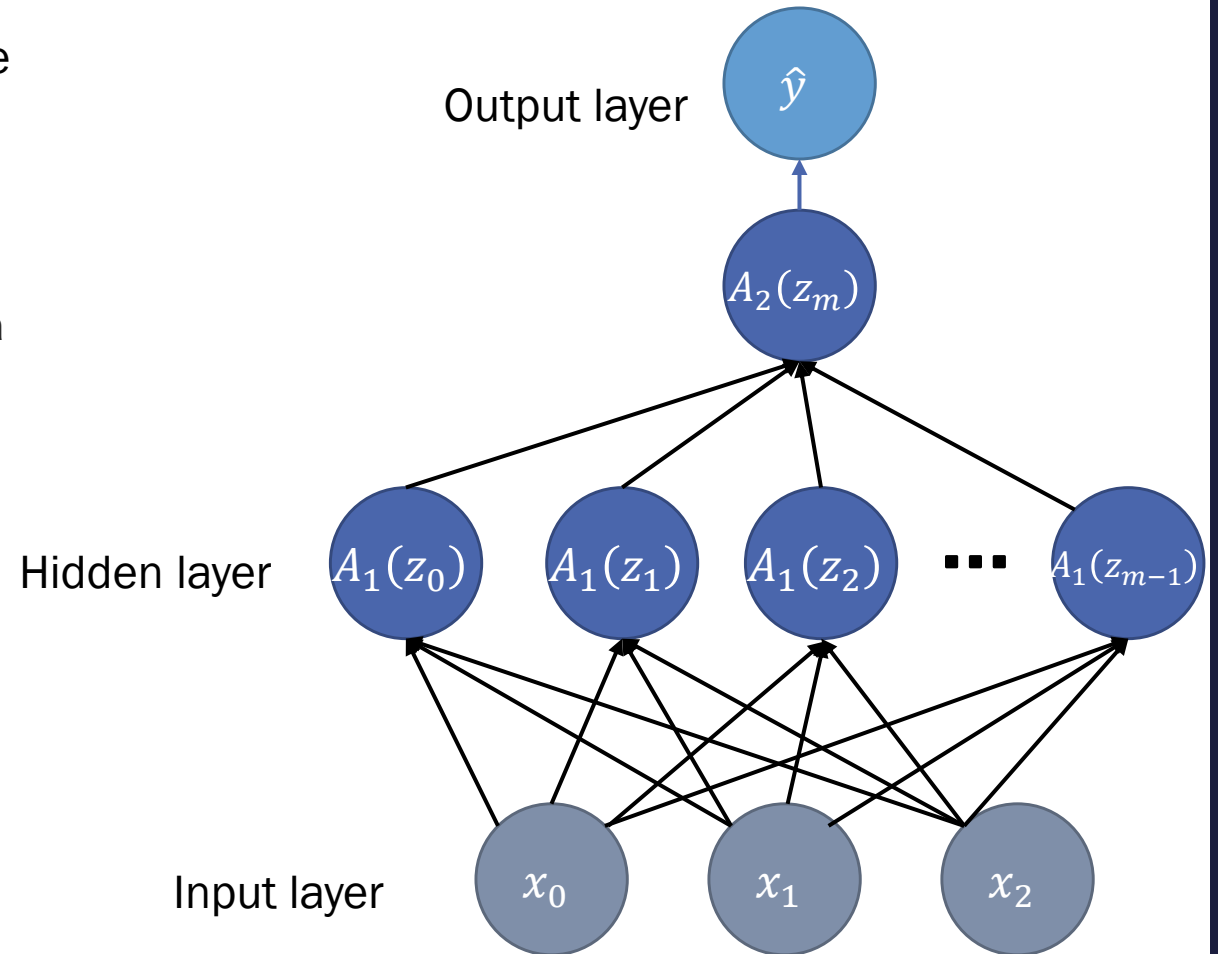 e
Output layer
ŷ
A₂(zₘ)
n
Hidden layer
A₁(z₀) A₁(z₁) A₁(z₂) ... A₁(zₘ₋₁)
Input layer
x₀ x₁ x₂